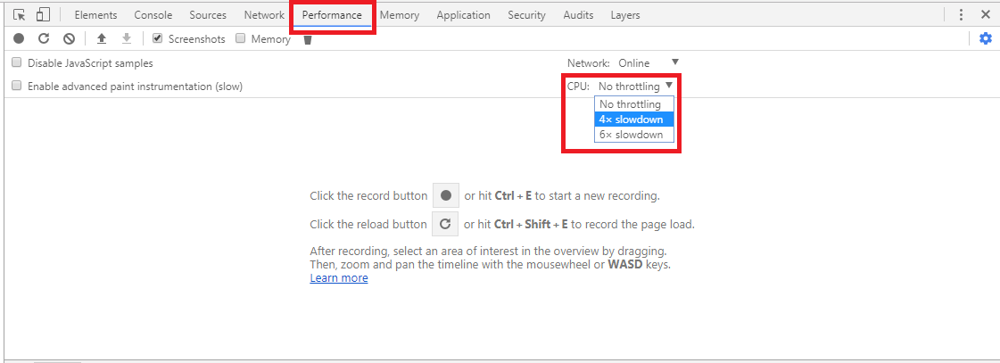 Elements Console Sources Network Performance Memory Application Security Audits Layers
Screenshots Memory
Disable JavaScript samples Network: Online
Enable advanced paint instrumentation (slow) CPU: No throttling
No throttling
4× slowdown
6× slowdown
Click the record button or hit Ctrl + E to start a new recording.
Click the reload button or hit Ctrl + Shift + E to record the page load.
After recording, select an area of interest in the overview by dragging.
Then, zoom and pan the timeline with the mousewheel or WASD keys.
Learn more